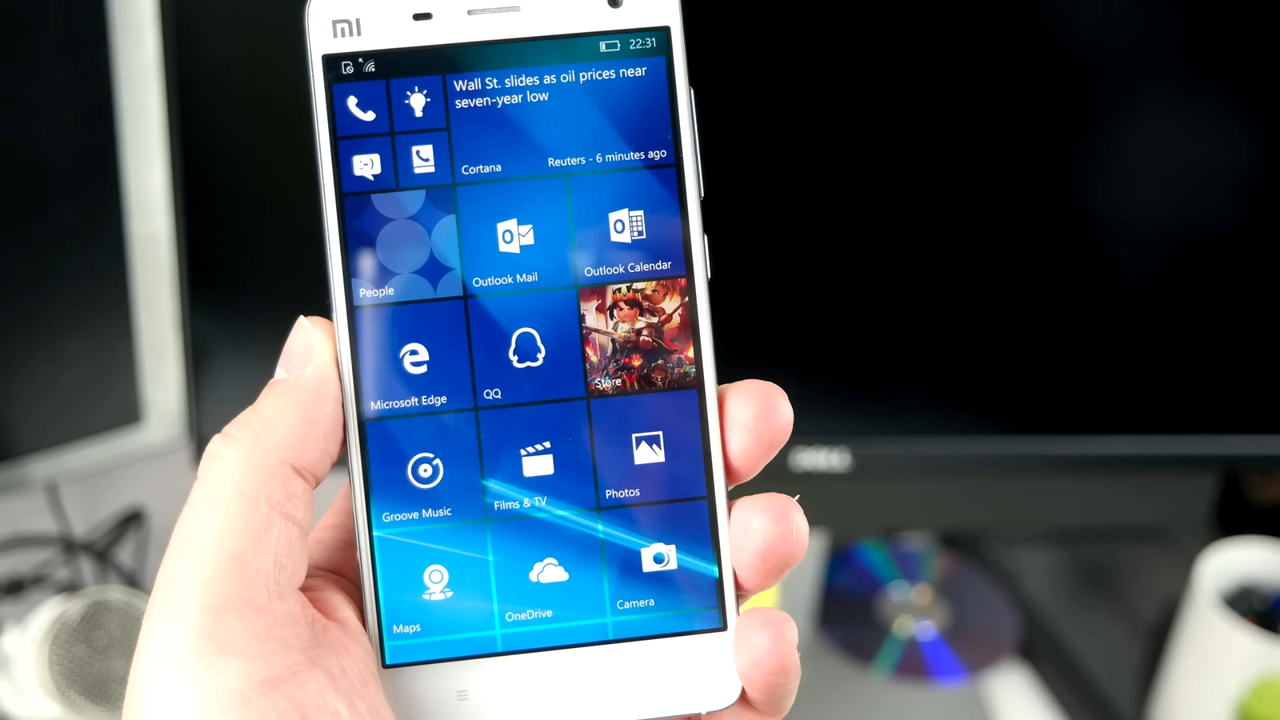 MI
22:31
Wall St. slides as oil prices near
seven-year low
Cortana
Reuters - 6 minutes ago
People
Outlook Mail
Outlook Calendar
Microsoft Edge
QQ
Store
Groove Music
Films & TV
Photos
Maps
OneDrive
Camera
DELL